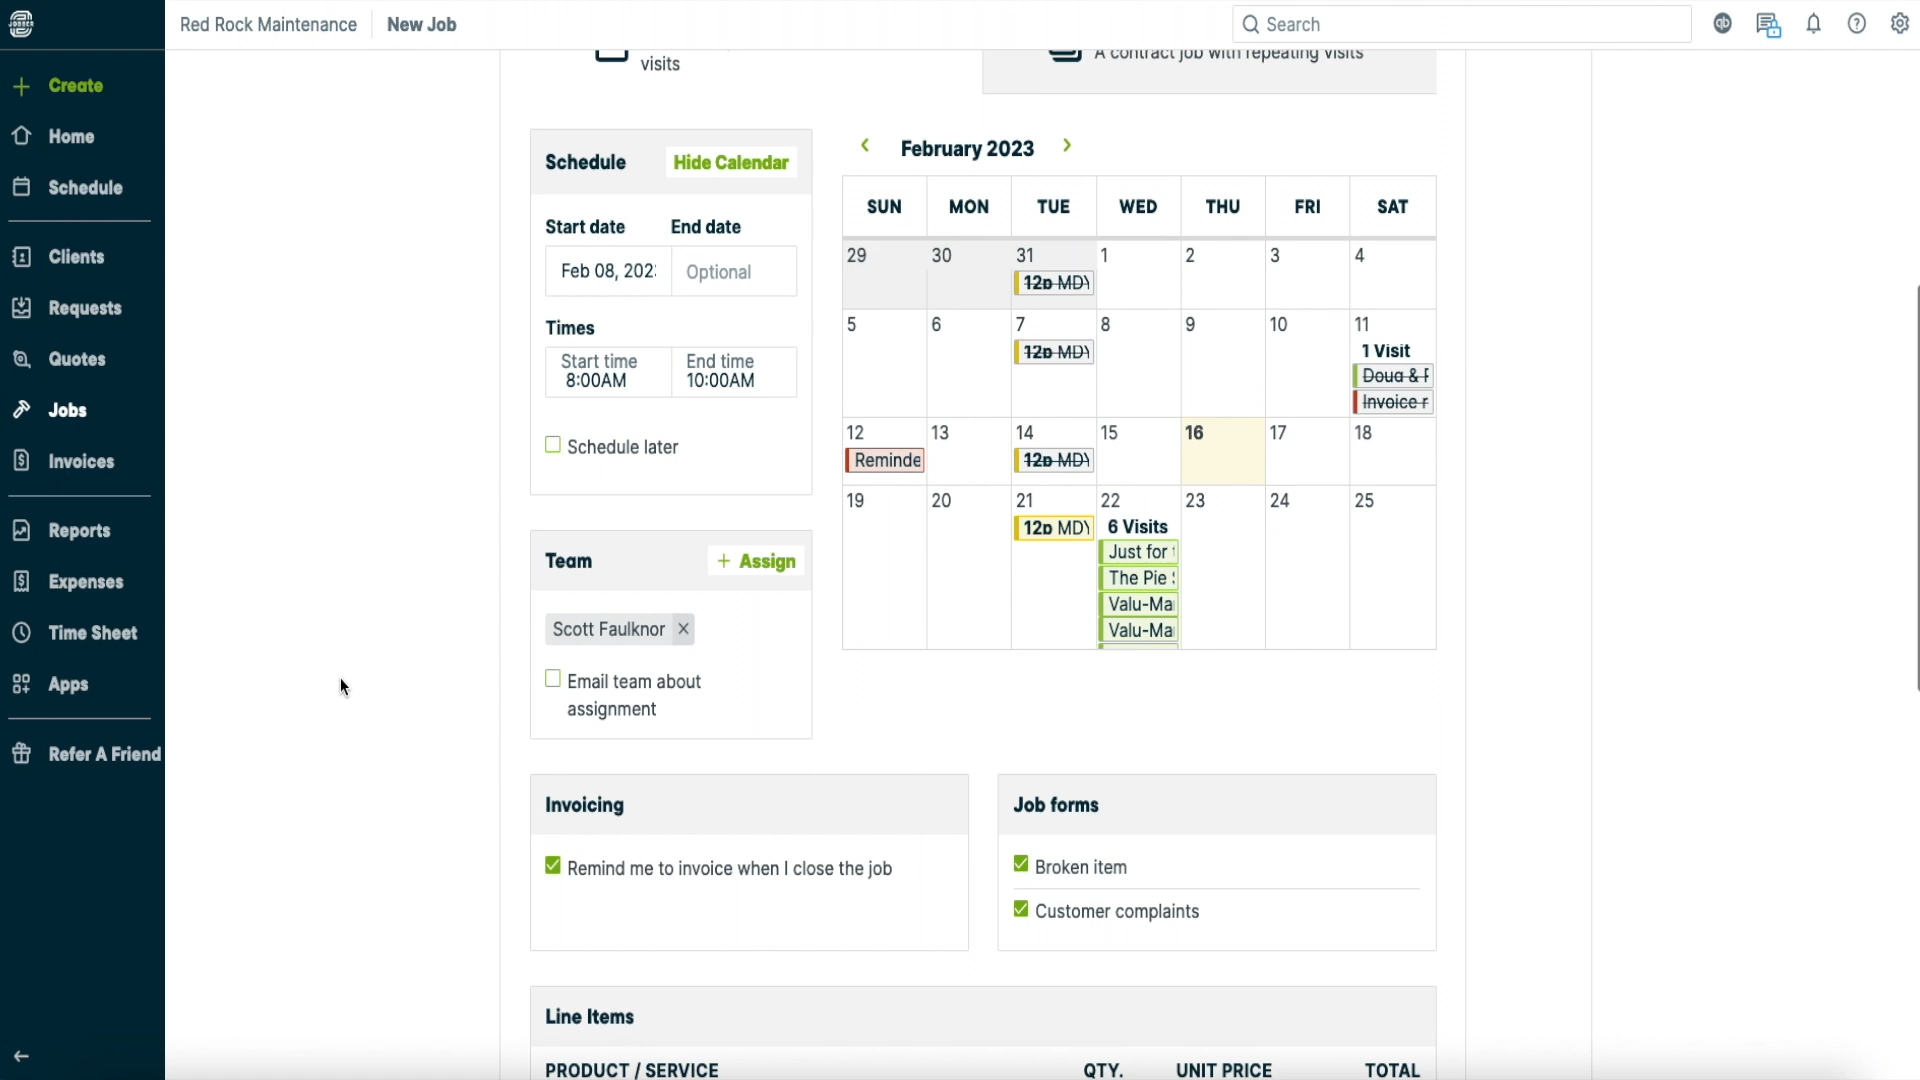 JOBBER
Red Rock Maintenance
New Job
Search
Create
Home
Schedule
Clients
Requests
Quotes
Jobs
Invoices
Reports
Expenses
Time Sheet
Apps
Refer A Friend
visits
A contract job with repeating visits
Schedule
Hide Calendar
Start date End date
Feb 08, 202 Optional
Times
Start time End time
8:00AM 10:00AM
Schedule later
February 2023
SUN MON TUE WED THU FRI SAT
29 30 31 1 2 3 4
12p MDY
5 6 7 8 9 10 11
12p MDY
1 Visit
Doug &
Invoice r
12 13 14 15 16 17 18
Reminde
12p MDY
19 20 21 22 23 24 25
12p MDY
6 Visits
Just for
The Pie
Valu-Ma
Valu-Ma
Team
+ Assign
Scott Faulknor
Email team about
assignment
Invoicing
Remind me to invoice when I close the job
Job forms
Broken item
Customer complaints
Line Items
PRODUCT / SERVICE QTY. UNIT PRICE TOTAL